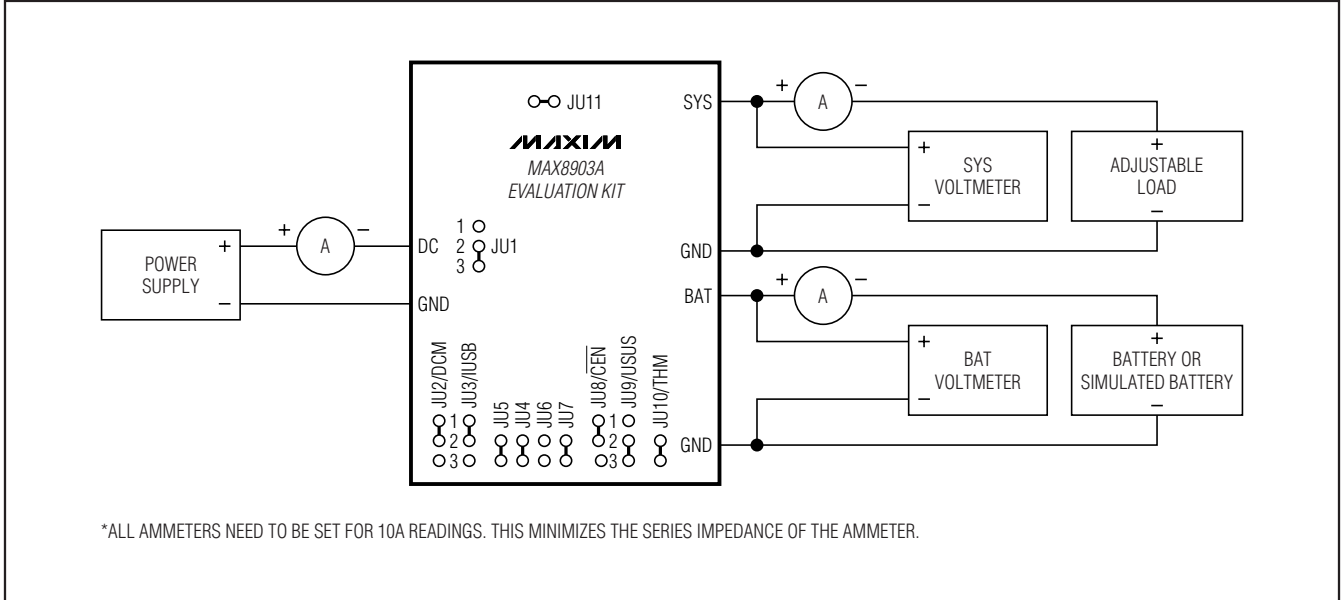 JU11
SYS
+
A
−
MAXIM
MAX8903A
EVALUATION KIT
+
SYS
VOLTMETER
−
+
ADJUSTABLE
LOAD
−
POWER
SUPPLY
+
−
+
A
−
DC
GND
1
2
3
JU1
GND
BAT
+
A
−
+
BAT
VOLTMETER
−
+
BATTERY OR
SIMULATED BATTERY
−
JU2/DCM
JU3/IUSB
1
2
3
JU5
JU4
JU6
JU7
JU8/C̅E̅N̅
JU9/USUS
1
2
3
JU10/THM
GND
*ALL AMMETERS NEED TO BE SET FOR 10A READINGS. THIS MINIMIZES THE SERIES IMPEDANCE OF THE AMMETER.